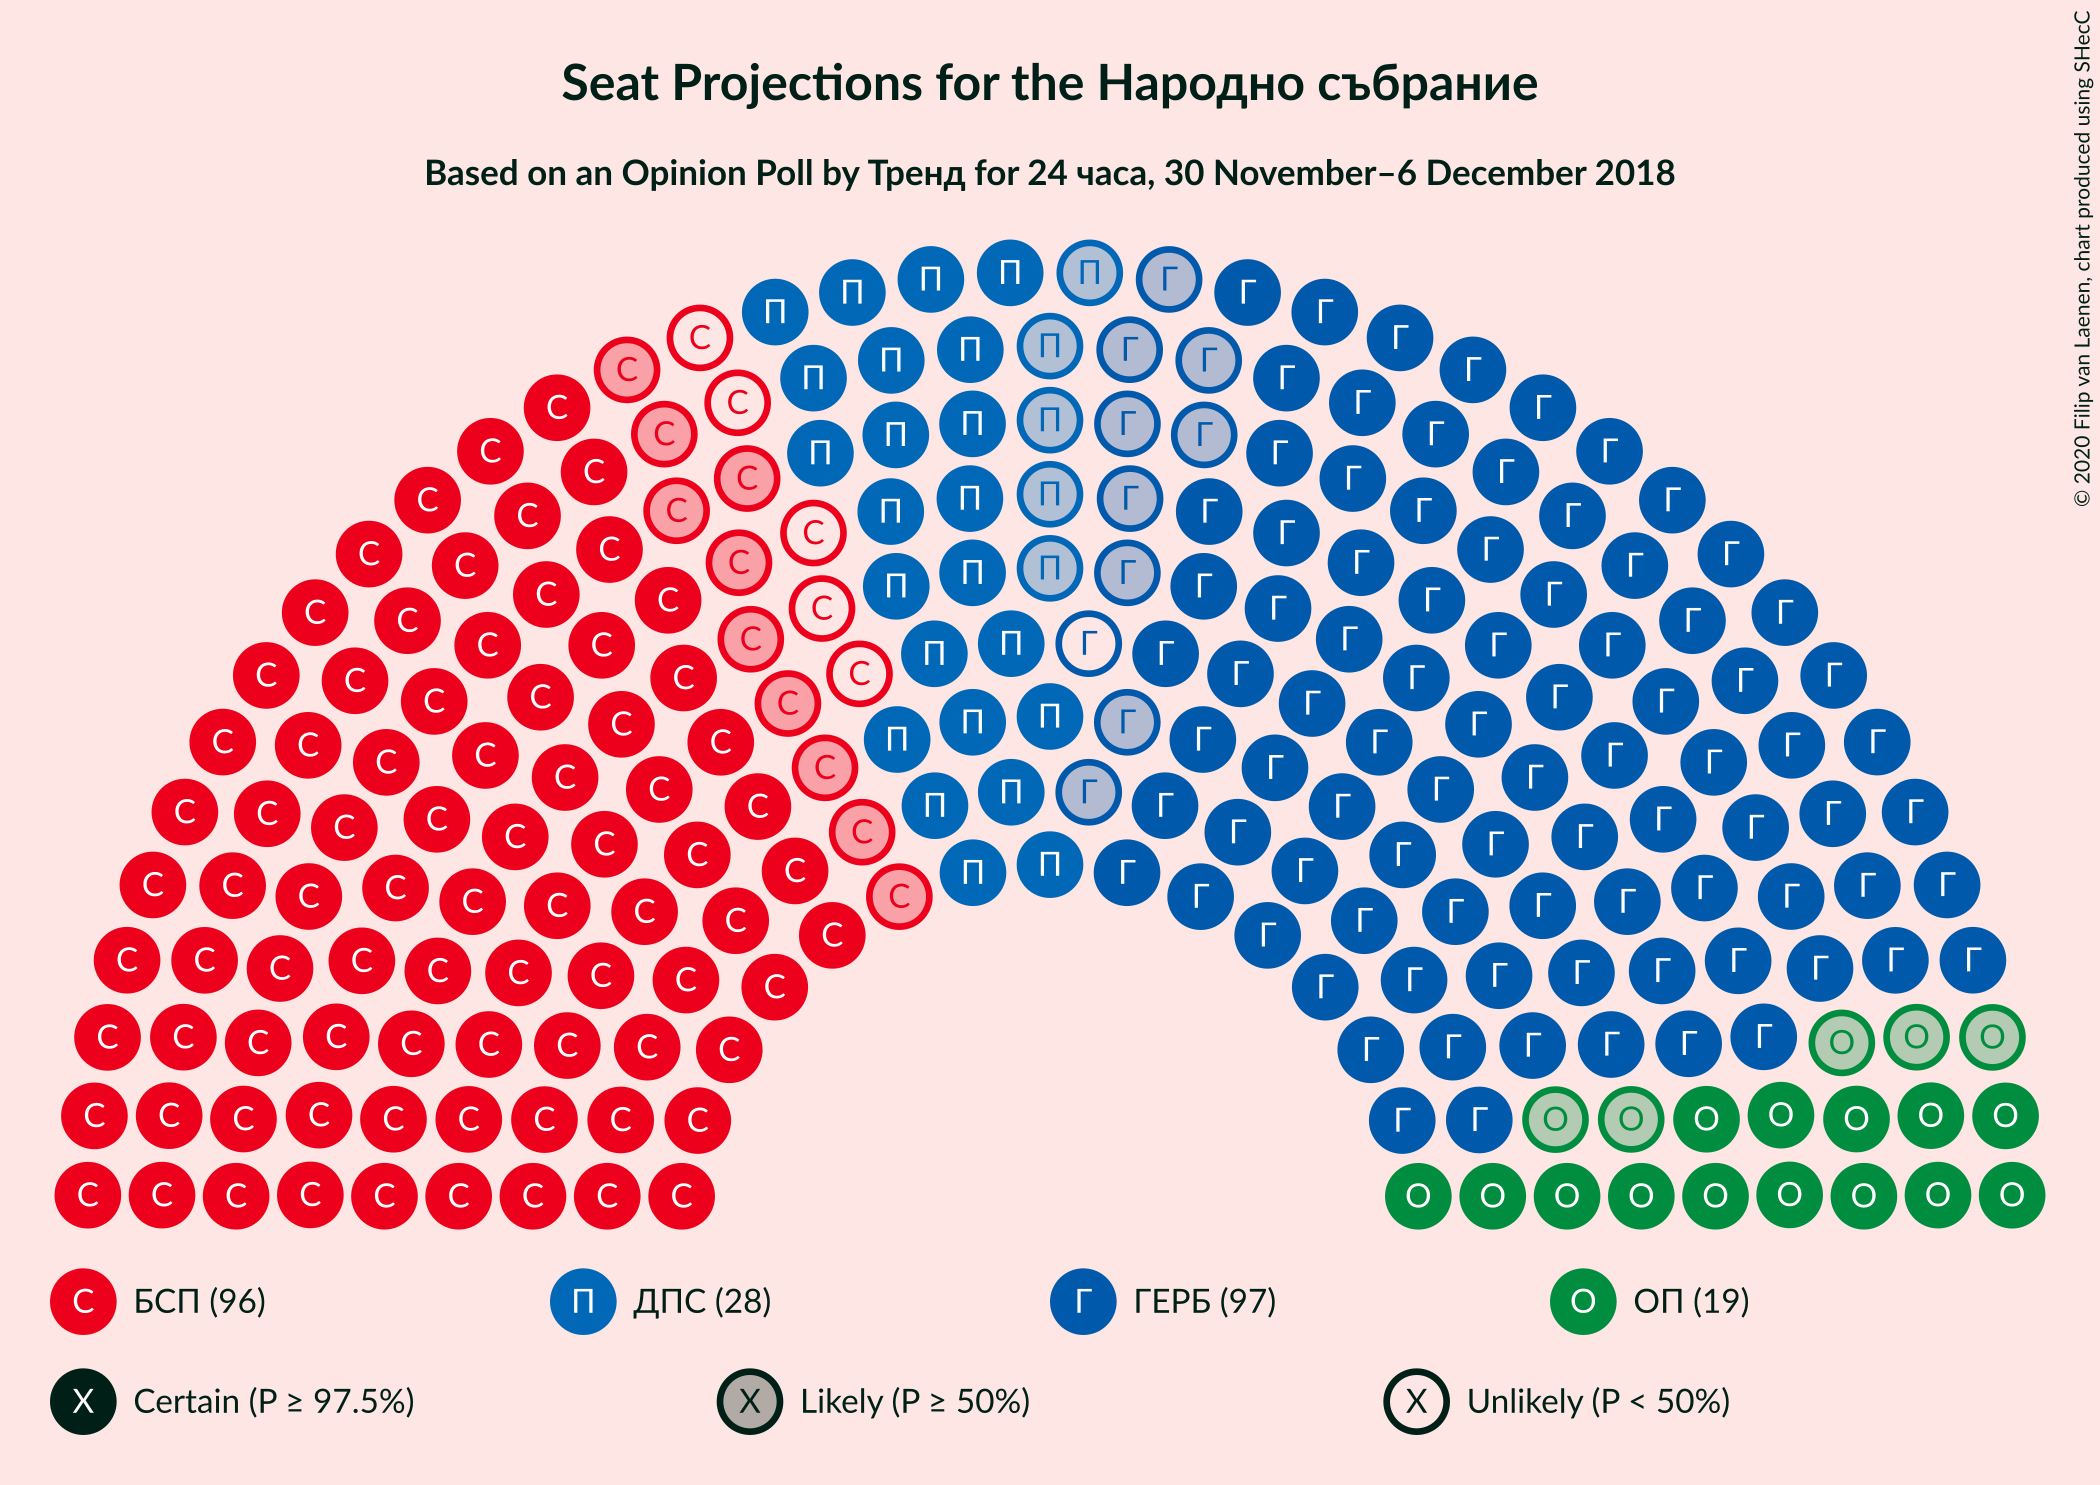 Seat Projections for the Народно събрание
Based on an Opinion Poll by Тренд for 24 часа, 30 November–6 December 2018
© 2020 Filip van Laenen, chart produced using SHecC
С БСП (96) П ДПС (28) Г ГЕРБ (97) О ОП (19)
X Certain (P ≥ 97.5%) X Likely (P ≥ 50%) X Unlikely (P < 50%)